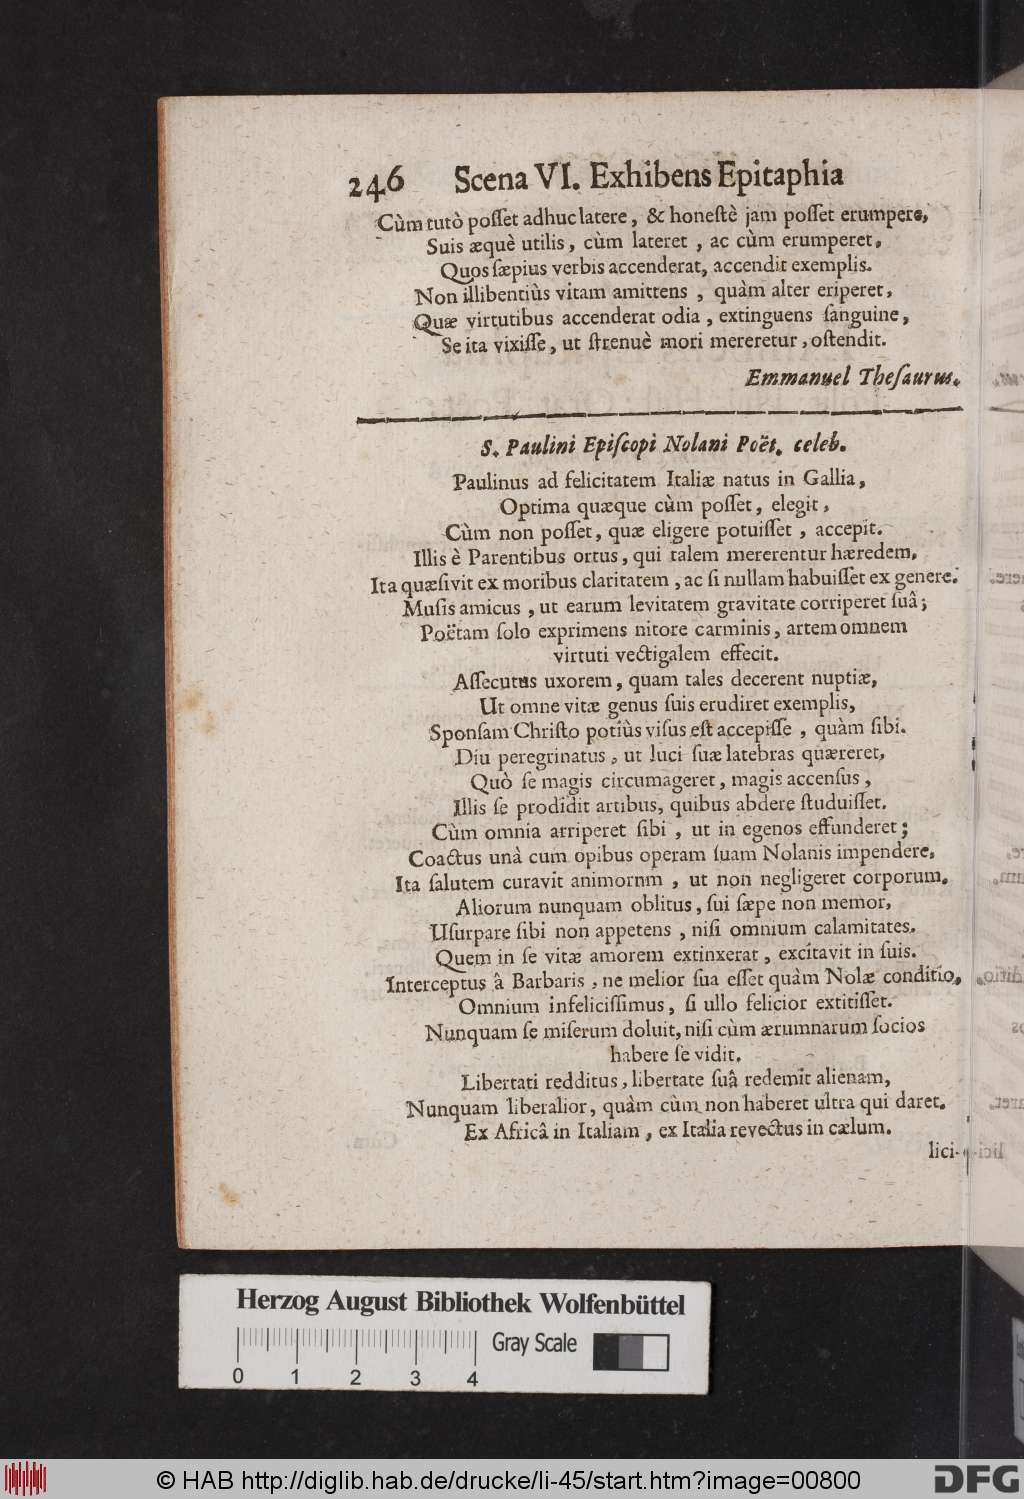 246 Scena VI. Exhibens Epitaphia
Cùm tutò poſſet adhuc latere, & honeſtè jam poſſet erumpere,
Suis æquè utilis, cùm lateret, ac cùm erumperet,
Quos ſæpius verbis accenderat, accendit exemplis.
Non illibentiùs vitam amittens, quàm alter eriperet,
Quæ virtutibus accenderat odia, extinguens ſanguine,
Se ita vixiſſe, ut ſtrenuè mori mereretur, oſtendit.
Emmanuel Theſaurus.
S. Paulini Epiſcopi Nolani Poët. celeb.
Paulinus ad felicitatem Italiæ natus in Gallia,
Optima quæque cùm poſſet, elegit,
Cùm non poſſet, quæ eligere potuiſſet, accepit.
Illis è Parentibus ortus, qui talem mererentur hæredem,
Ita quæſivit ex moribus claritatem, ac ſi nullam habuiſſet ex genere.
Muſis amicus, ut earum levitatem gravitate corriperet ſuâ;
Poëtam ſolo exprimens nitore carminis, artem omnem
virtuti vectigalem effecit.
Aſſecutus uxorem, quam tales decerent nuptiæ,
Ut omne vitæ genus ſuis erudiret exemplis,
Sponſam Chriſto potiùs viſus eſt accepiſſe, quàm ſibi.
Diu peregrinatus, ut luci ſuæ latebras quæreret,
Quò ſe magis circumageret, magis accenſus,
Illis ſe prodidit artibus, quibus abdere ſtuduiſſet.
Cùm omnia arriperet ſibi, ut in egenos effunderet;
Coactus unà cum opibus operam ſuam Nolanis impendere,
Ita ſalutem curavit animornm, ut non negligeret corporum.
Aliorum nunquam oblitus, ſui ſæpe non memor,
Uſurpare ſibi non appetens, niſi omnium calamitates.
Quem in ſe vitæ amorem extinxerat, excitavit in ſuis.
Interceptus â Barbaris, ne melior ſua eſſet quàm Nolæ conditio,
Omnium infeliciſſimus, ſi ullo felicior extitiſſet.
Nunquam ſe miſerum doluit, niſi cùm ærumnarum ſocios
habere ſe vidit.
Libertati redditus, libertate ſuâ redemit alienam,
Nunquam liberalior, quàm cùm non haberet ultra qui daret.
Ex Africâ in Italiam, ex Italia revectus in cælum.
lici-
Herzog August Bibliothek Wolfenbüttel
Gray Scale
0 1 2 3 4
© HAB http://diglib.hab.de/drucke/li-45/start.htm?image=00800
DFG